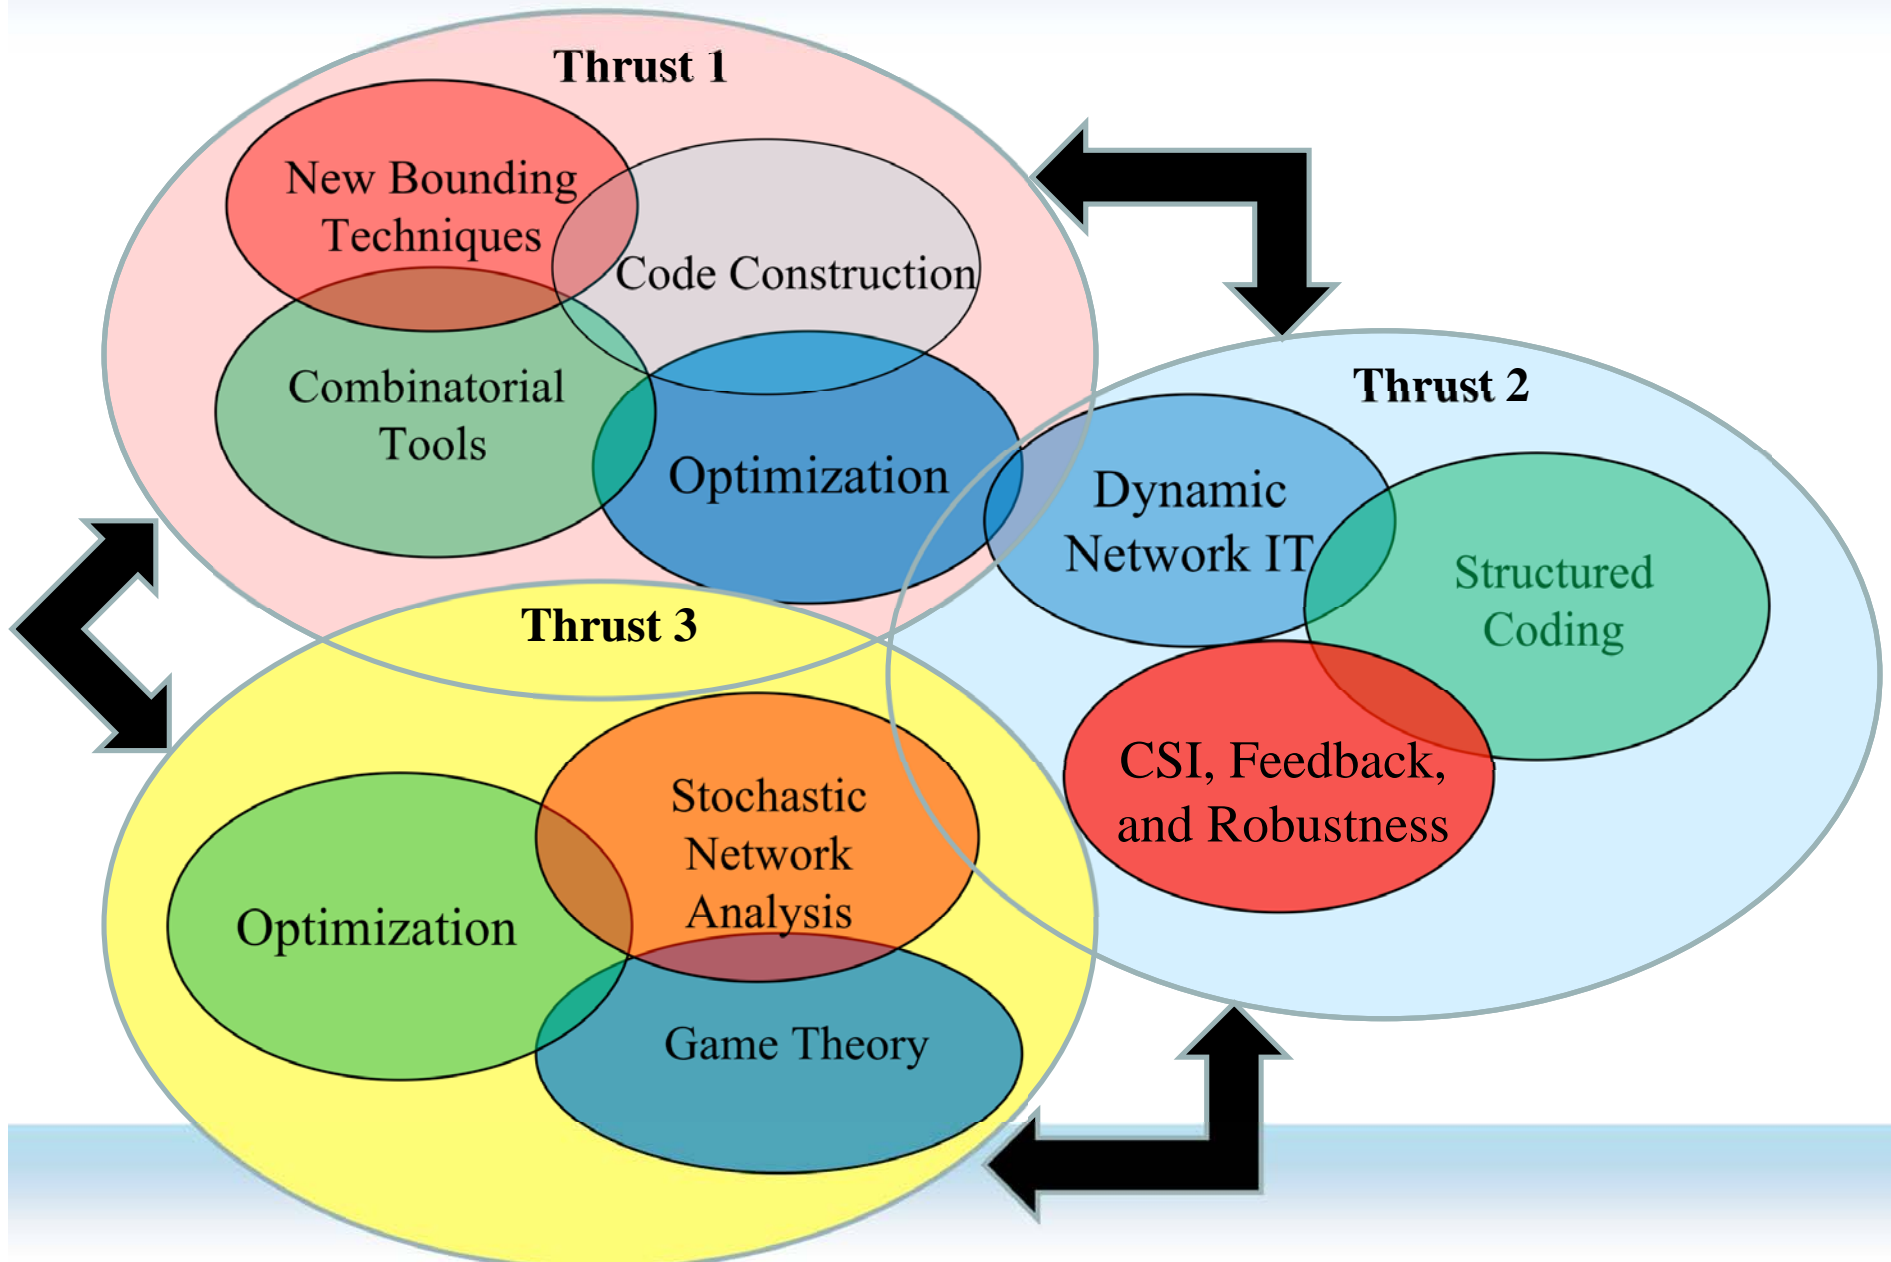 Thrust 1
New Bounding
Techniques
Code Construction
Combinatorial
Tools
Optimization
Thrust 2
Dynamic
Network IT
Structured
Coding
CSI, Feedback,
and Robustness
Thrust 3
Stochastic
Network
Analysis
Optimization
Game Theory